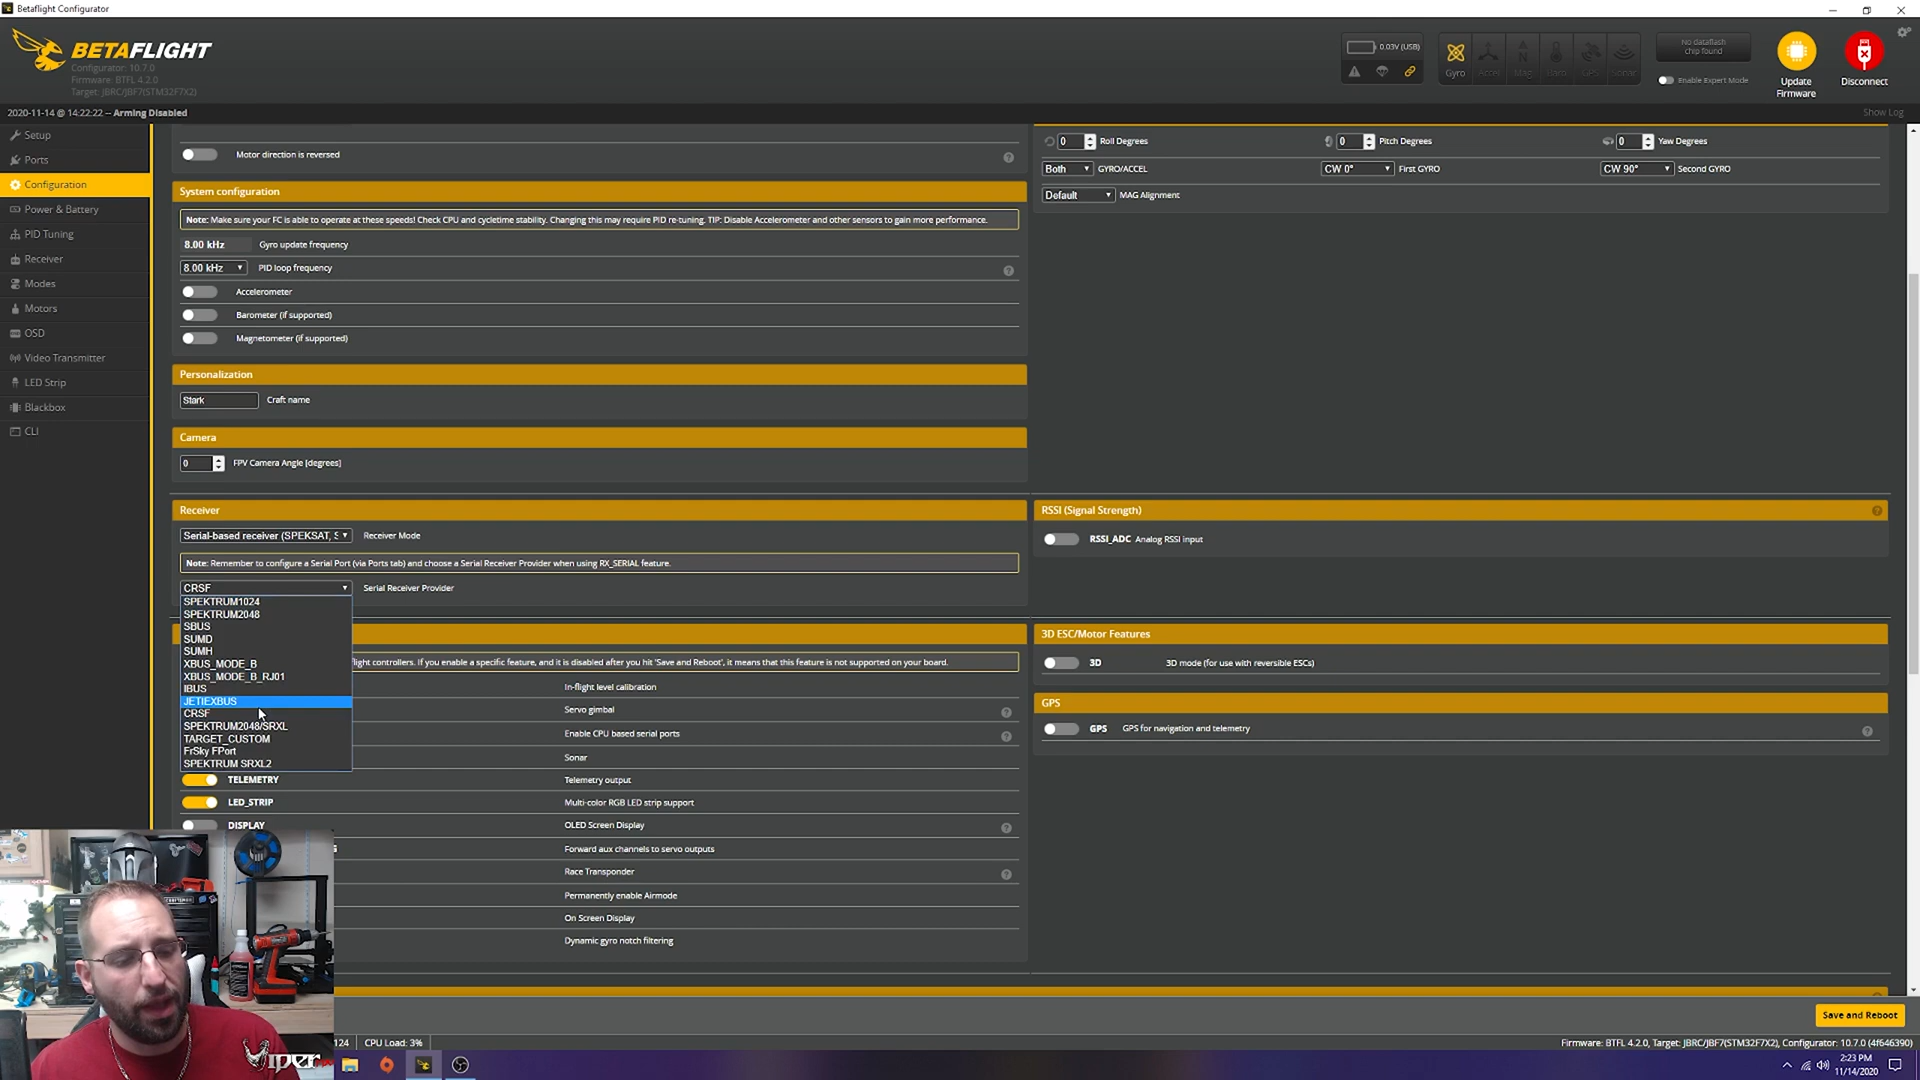 Betaflight Configurator
BETAFLIGHT
Configurator: 10.7.0
Firmware: BTFL 4.2.0
Target: JBRC/JBF7(STM32F7X2)
0.03V (USB)
Gyro
Accel
Mag
Baro
GPS
Sonar
No dataflash
chip found
Enable Expert Mode
Update
Firmware
Disconnect
2020-11-14 @ 14:22:22 -- Arming Disabled
Show Log
Setup
Ports
Configuration
Power & Battery
PID Tuning
Receiver
Modes
Motors
OSD
Video Transmitter
LED Strip
Blackbox
CLI
Motor direction is reversed
System configuration
Note: Make sure your FC is able to operate at these speeds! Check CPU and cycletime stability. Changing this may require PID re-tuning. TIP: Disable Accelerometer and other sensors to gain more performance.
8.00 kHz Gyro update frequency
8.00 kHz PID loop frequency
Accelerometer
Barometer (if supported)
Magnetometer (if supported)
Personalization
Stark Craft name
Camera
0 FPV Camera Angle [degrees]
0 Roll Degrees
0 Pitch Degrees
0 Yaw Degrees
Both GYRO/ACCEL
CW 0° First GYRO
CW 90° Second GYRO
Default MAG Alignment
Receiver
Serial-based receiver (SPEKSAT, S Receiver Mode
Note: Remember to configure a Serial Port (via Ports tab) and choose a Serial Receiver Provider when using RX_SERIAL feature.
CRSF Serial Receiver Provider
SPEKTRUM1024
SPEKTRUM2048
SBUS
SUMD
SUMH
XBUS_MODE_B
XBUS_MODE_B_RJ01
IBUS
JETIEXBUS
CRSF
SPEKTRUM2048/SRXL
TARGET_CUSTOM
FrSky FPort
SPEKTRUM SRXL2
RSSI (Signal Strength)
RSSI_ADC Analog RSSI input
light controllers. If you enable a specific feature, and it is disabled after you hit 'Save and Reboot', it means that this feature is not supported on your board.
In-flight level calibration
Servo gimbal
Enable CPU based serial ports
Sonar
TELEMETRY Telemetry output
LED_STRIP Multi-color RGB LED strip support
DISPLAY OLED Screen Display
Forward aux channels to servo outputs
Race Transponder
Permanently enable Airmode
On Screen Display
Dynamic gyro notch filtering
3D ESC/Motor Features
3D 3D mode (for use with reversible ESCs)
GPS
GPS GPS for navigation and telemetry
Save and Reboot
124 CPU Load: 3%
Firmware: BTFL 4.2.0, Target: JBRC/JBF7(STM32F7X2), Configurator: 10.7.0 (4f646390)
CRAFTSMAN
Viper
2:23 PM
11/14/2020